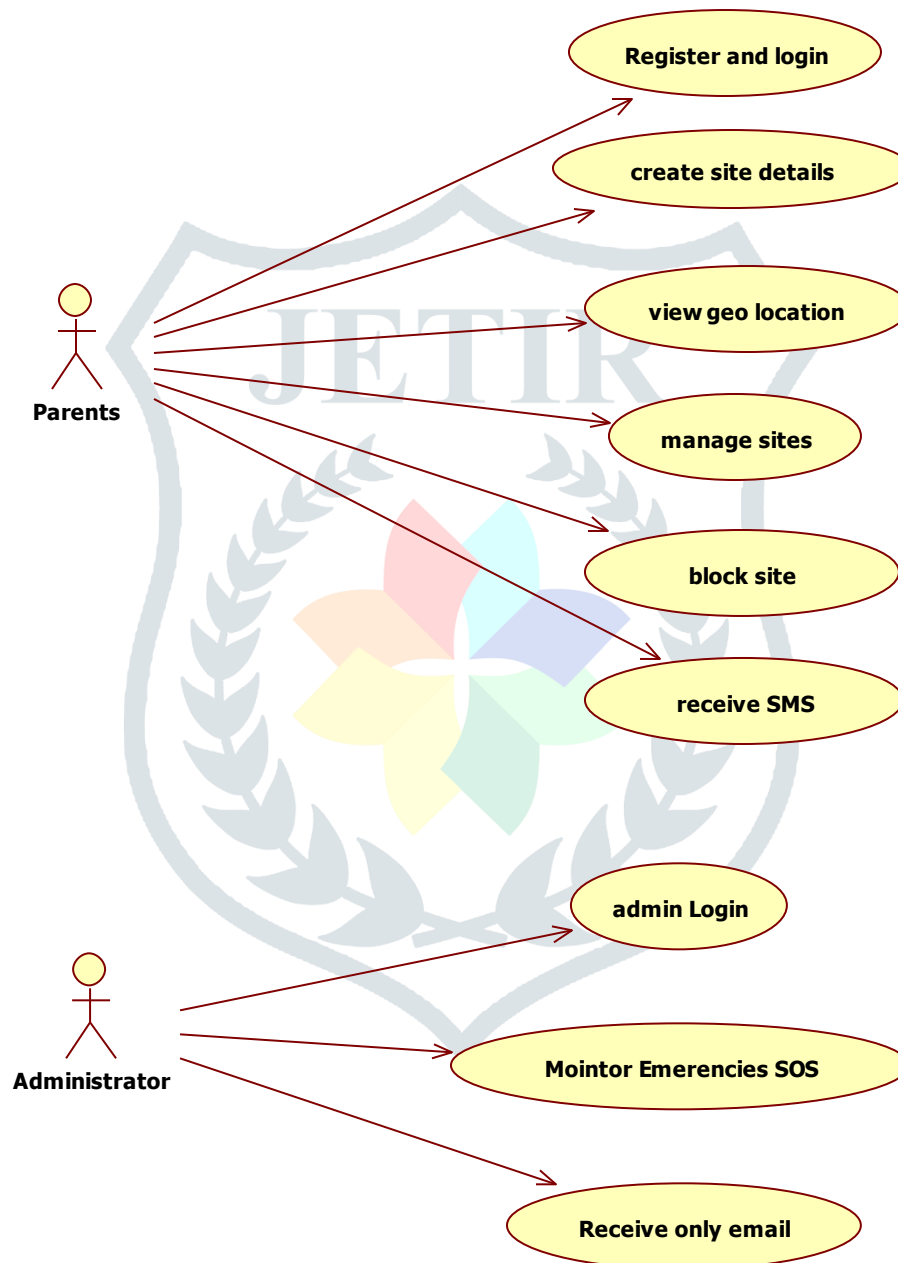 Register and login
create site details
JETIR
view geo location
Parents
manage sites
block site
receive SMS
admin Login
Administrator
Mointor Emerencies SOS
Receive only email